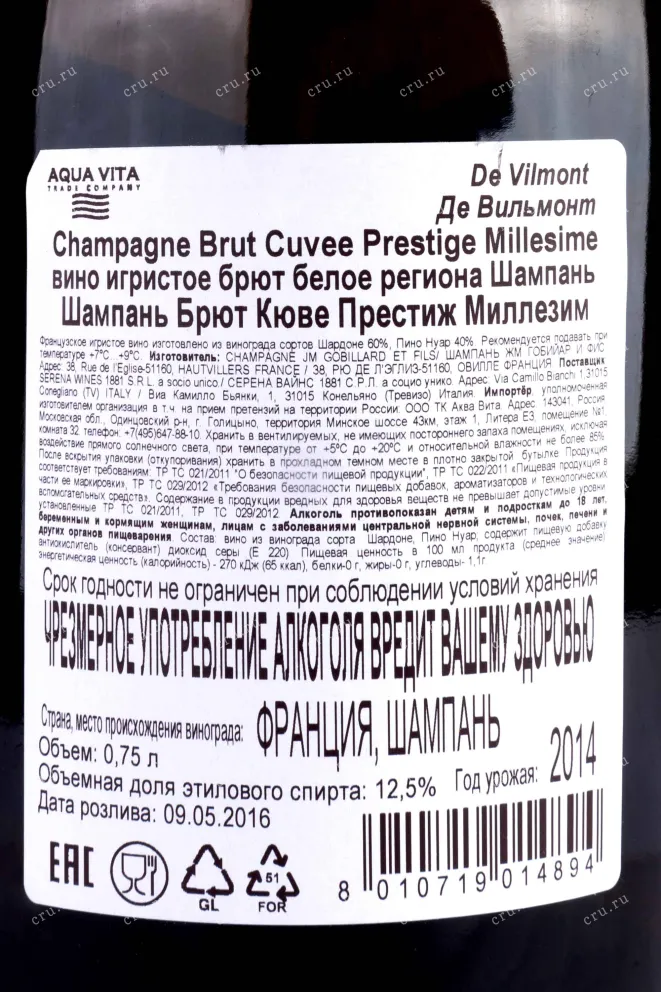 AQUA VITA
TRADE COMPANY
De Vilmont
Де Вильмонт
Champagne Brut Cuvee Prestige Millesime
вино игристое брют белое региона Шампань
Шампань Брют Кюве Престиж Миллезим
Французское игристое вино изготовлено из винограда сортов Шардоне 60%, Пино Нуар 40%. Рекомендуется подавать при
температуре +7°С...+9°С. Изготовитель: CHAMPAGNE JM GOBILLARD ET FILS/ ШАМПАНЬ ЖМ ГОБИЙАР И ФИС
Адрес: 38, Rue de l'Eglise-51160, HAUTVILLERS FRANCE / 38, РЮ ДЕ Л'ЭГЛИЗ-51160, ОВИЛЛЕ ФРАНЦИЯ Поставщик
SERENA WINES 1881 S.R.L. a socio unico / СЕРЕНА ВАЙНС 1881 С.Р.Л. а социо унико. Адрес: Via Camillo Bianchi 1,31015
Conegliano (TV) ITALY / Виа Камилло Бьянки, 1, 31015 Конельяно (Тревизо) Италия. Импортёр, уполномоченная
изготовителем организация в т.ч. на прием претензий на территории России: ООО ТК Аква Вита. Адрес: 143041 Россия
Московская обл., Одинцовский р-н, г. Голицыно, территория Минское шоссе 43км, этаж 1, Литера Е3, помещение №1,
комната 32. телефон: +7(495)647-88-10. Хранить в вентилируемых, не имеющих постороннего запаха помещениях, исключая
воздействие прямого солнечного света, при температуре от +5°С до +20°С и относительной влажности не более 85%
После вскрытия упаковки (откупоривания) хранить в прохладном темном месте в плотно закрытой бутылке Продукция
соответствует требованиям: ТР ТС 021/2011 "О безопасности пищевой продукции", ТР ТС 022/2011 «Пищевая продукция в
части ее маркировки», ТР ТС 029/2012 «Требования безопасности пищевых добавок, ароматизаторов и технологических
вспомогательных средств». Содержание в продукции вредных для здоровья веществ не превышает допустимые уровни
установленные ТР ТС 021/2011, ТР ТС 029/2012 Алкоголь противопоказан детям и подросткам до 18 лет,
беременным и кормящим женщинам, лицам с заболеваниями центральной нервной системы, почек, печени и
других органов пищеварения. Состав: вино из винограда сорта Шардоне, Пино Нуар, содержит пищевую добавку
антиокислитель (консервант) диоксид серы (Е 220) Пищевая ценность в 100 мл продукта (среднее значение)
энергетическая ценность (калорийность) - 270 кДж (65 ккал), белки-0 г, жиры-0 г, углеводы- 1,1г
Срок годности не ограничен при соблюдении условий хранения
ЧРЕЗМЕРНОЕ УПОТРЕБЛЕНИЕ АЛКОГОЛЯ ВРЕДИТ ВАШЕМУ ЗДОРОВЬЮ
Страна, место происхождения винограда: ФРАНЦИЯ, ШАМПАНЬ
Объем: 0,75 л
Объемная доля этилового спирта: 12,5% Год урожая: 2014
Дата розлива: 09.05.2016
EAC
GL
51
FOR
8 010719 014894
cru.ru